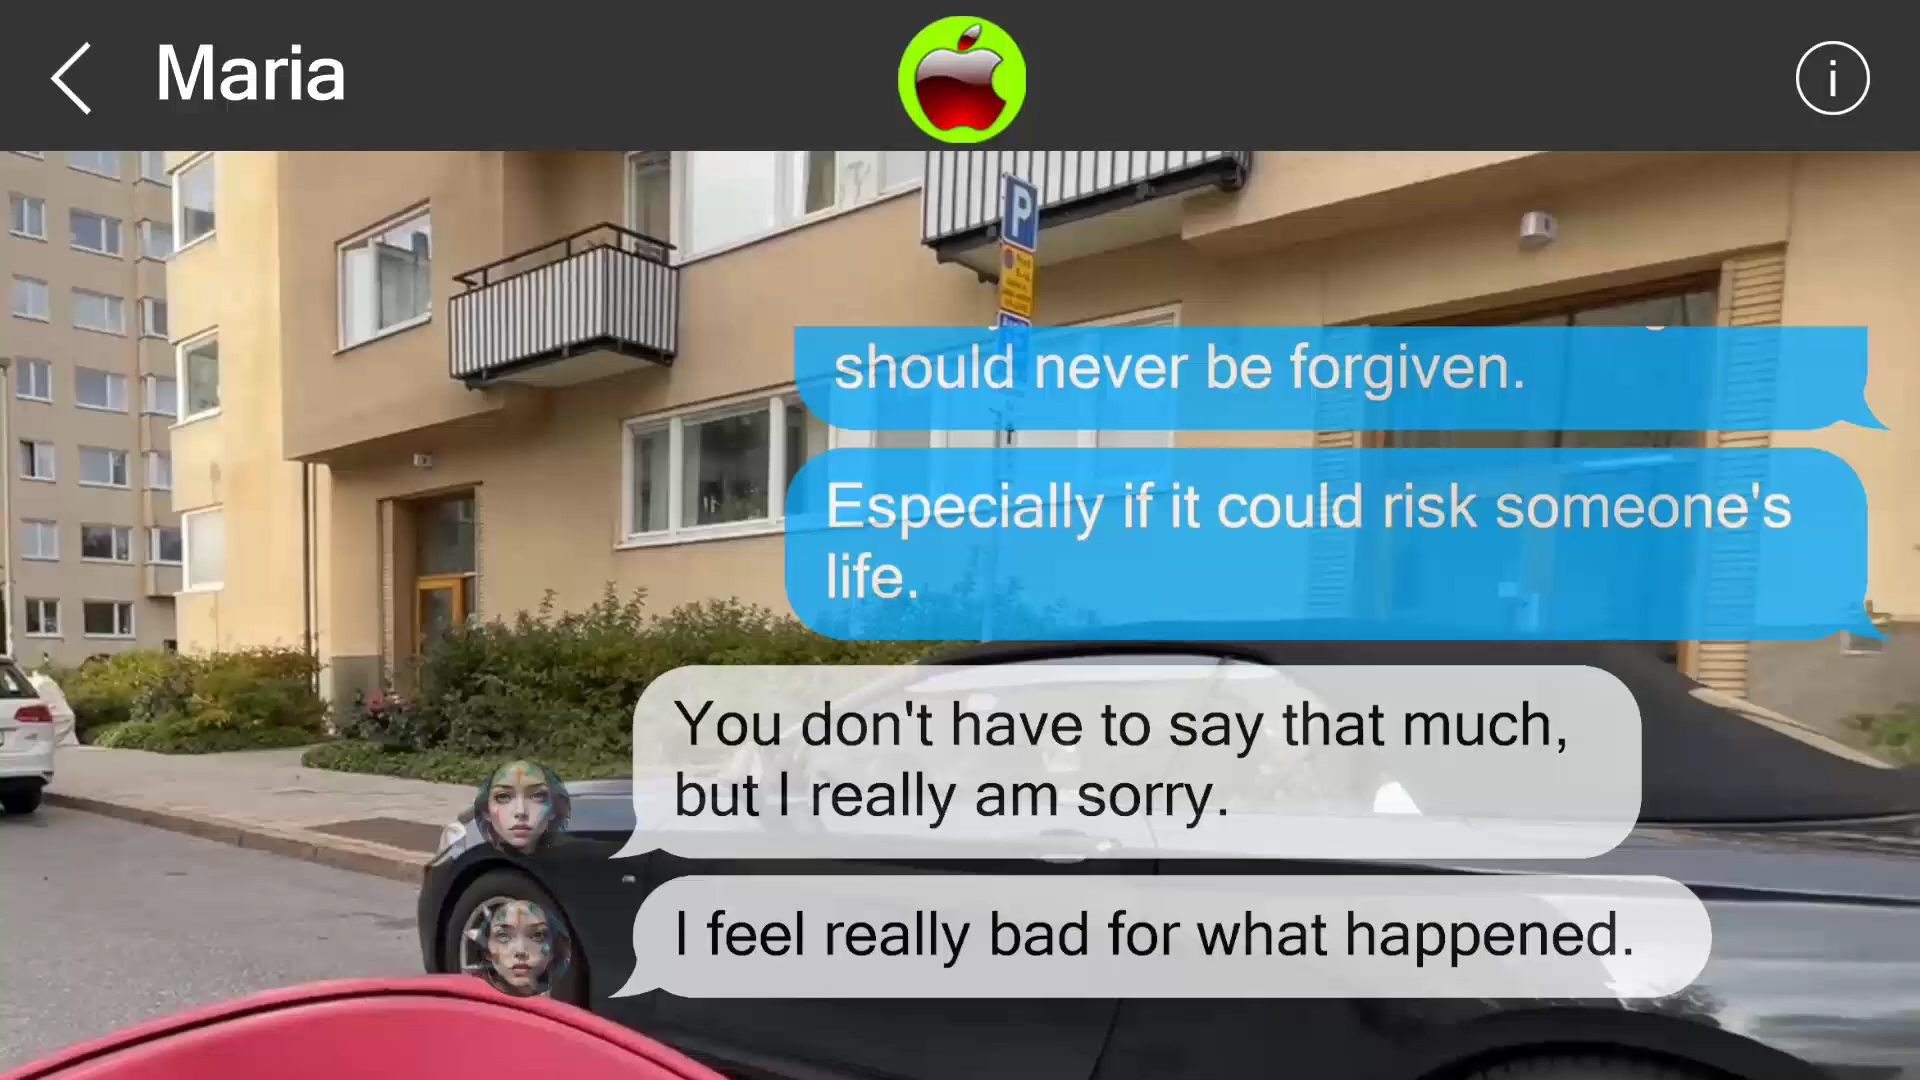 Maria
i
P
should never be forgiven.
Especially if it could risk someone's
life.
You don't have to say that much,
but I really am sorry.
I feel really bad for what happened.